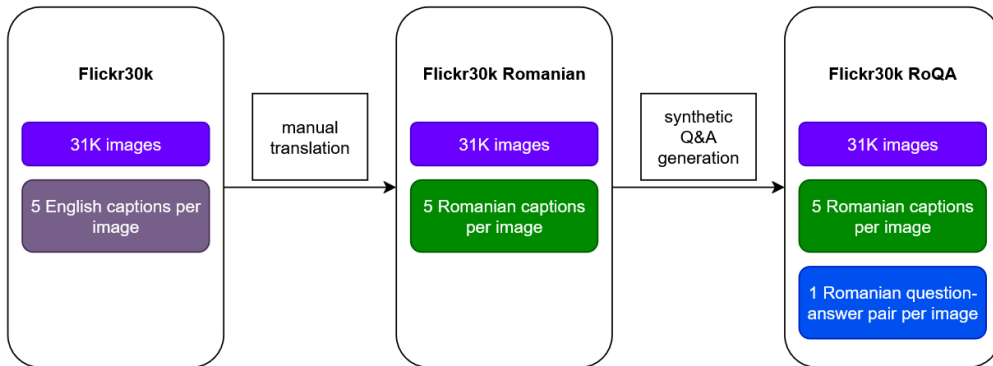 Flickr30k
31K images
5 English captions per
image
manual
translation
Flickr30k Romanian
31K images
5 Romanian captions
per image
synthetic
Q&A
generation
Flickr30k RoQA
31K images
5 Romanian captions
per image
1 Romanian question-
answer pair per image